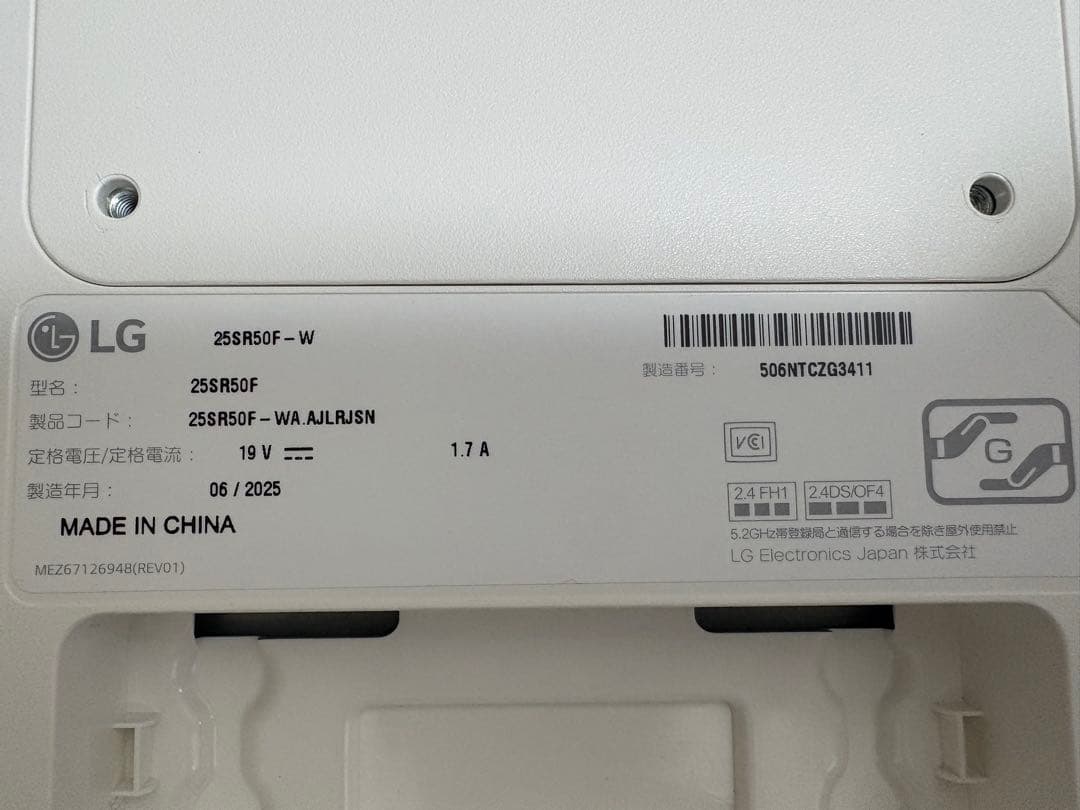 LG
25SR50F-W
型名: 25SR50F
製品コード: 25SR50F-WA.AJLRJSN
定格電圧/定格電流: 19 V 1.7 A
製造年月: 06 / 2025
MADE IN CHINA
MEZ67126948(REV01)
製造番号: 506NTCZG3411
VCCI
G
2.4 FH1 2.4DS/OF4
5.2GHz帯登録局と通信する場合を除き屋外使用禁止
LG Electronics Japan 株式会社